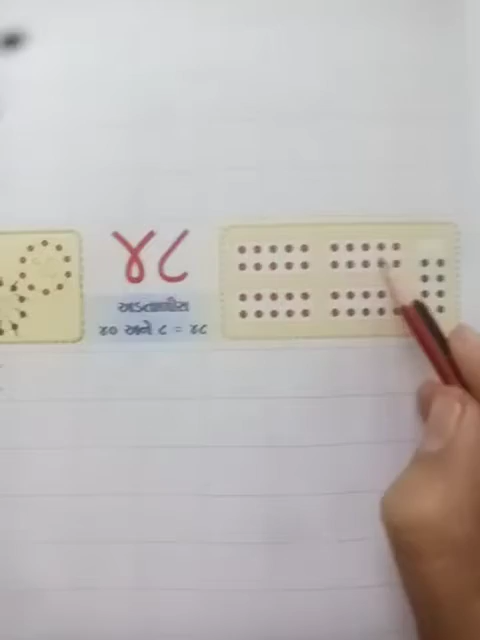 ૪૮
અડતાળીસ
૪૦ અને ૮ = ૪૮